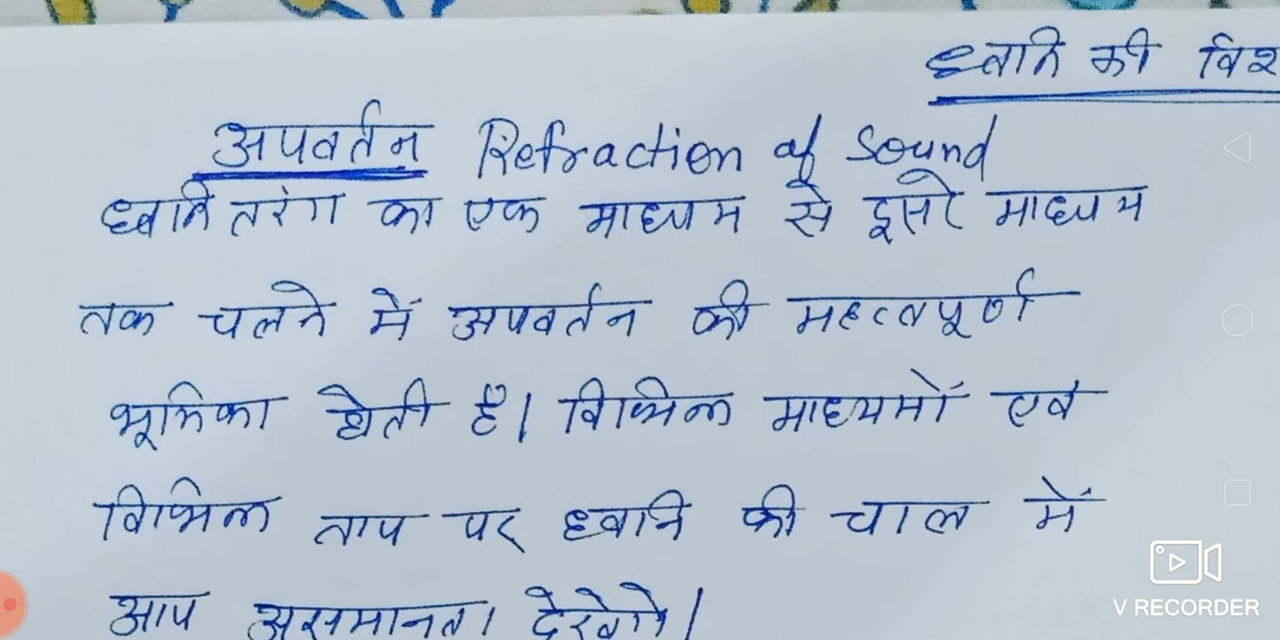 ध्वनि की विश
अपवर्तन Refraction of Sound
ध्वनि तरंग का एक माध्यम से दूसरे माध्यम
तक चलने में अपवर्तन की महत्वपूर्ण
भूमिका होती है। विभिन्न माध्यमों एवं
विभिन्न ताप पर ध्वनि की चाल में
आप असमानता देखेगे।
V RECORDER